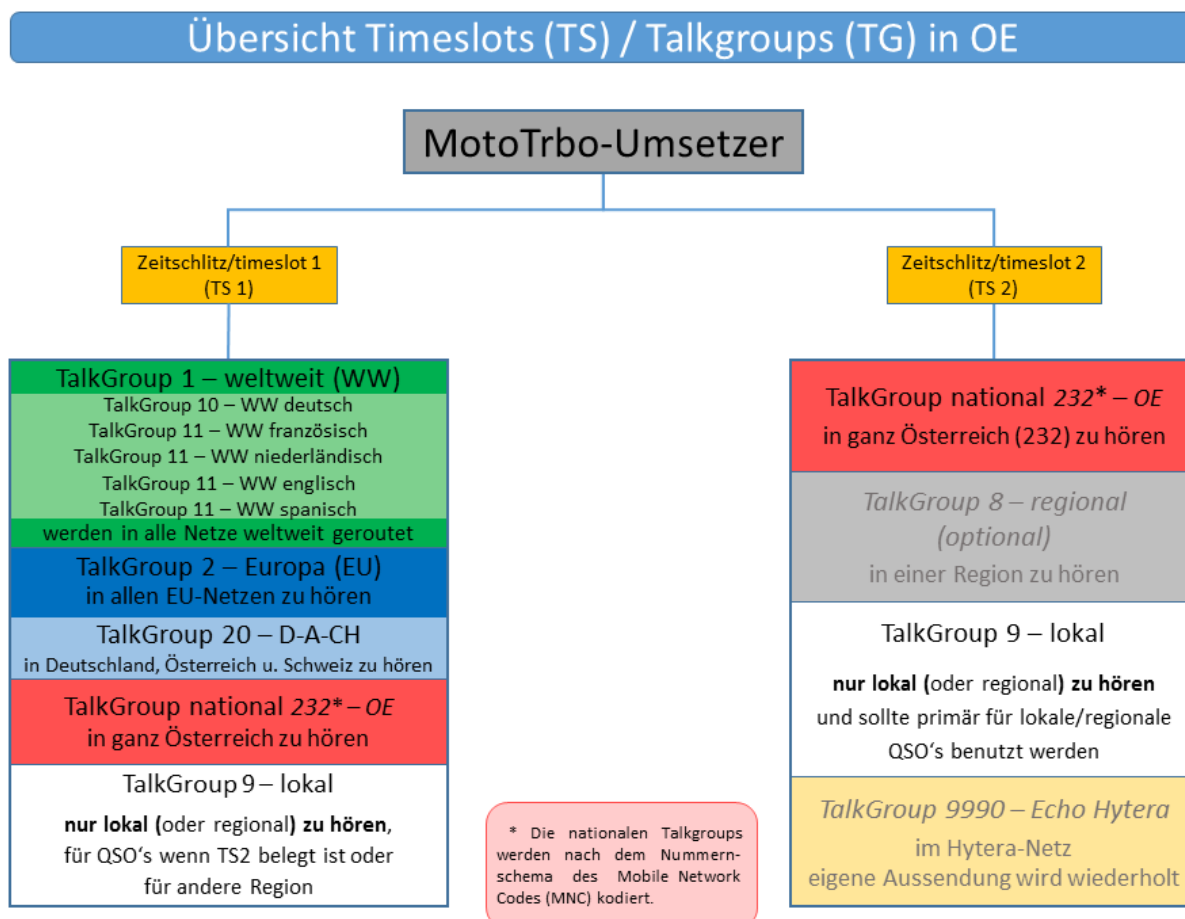 Übersicht Timeslots (TS) / Talkgroups (TG) in OE
MotoTrbo-Umsetzer
Zeitschlitz/timeslot 1
(TS 1)
Zeitschlitz/timeslot 2
(TS 2)
TalkGroup 1 – weltweit (WW)
TalkGroup 10 – WW deutsch
TalkGroup 11 – WW französisch
TalkGroup 11 – WW niederländisch
TalkGroup 11 – WW englisch
TalkGroup 11 – WW spanisch
werden in alle Netze weltweit geroutet
TalkGroup 2 – Europa (EU)
in allen EU-Netzen zu hören
TalkGroup 20 – D-A-CH
in Deutschland, Österreich u. Schweiz zu hören
TalkGroup national 232* – OE
in ganz Österreich zu hören
TalkGroup 9 – lokal
nur lokal (oder regional) zu hören,
für QSO‘s wenn TS2 belegt ist oder
für andere Region
* Die nationalen Talkgroups
werden nach dem Nummern-
schema des Mobile Network
Codes (MNC) kodiert.
TalkGroup national 232* – OE
in ganz Österreich (232) zu hören
TalkGroup 8 – regional
(optional)
in einer Region zu hören
TalkGroup 9 – lokal
nur lokal (oder regional) zu hören
und sollte primär für lokale/regionale
QSO‘s benutzt werden
TalkGroup 9990 – Echo Hytera
im Hytera-Netz
eigene Aussendung wird wiederholt